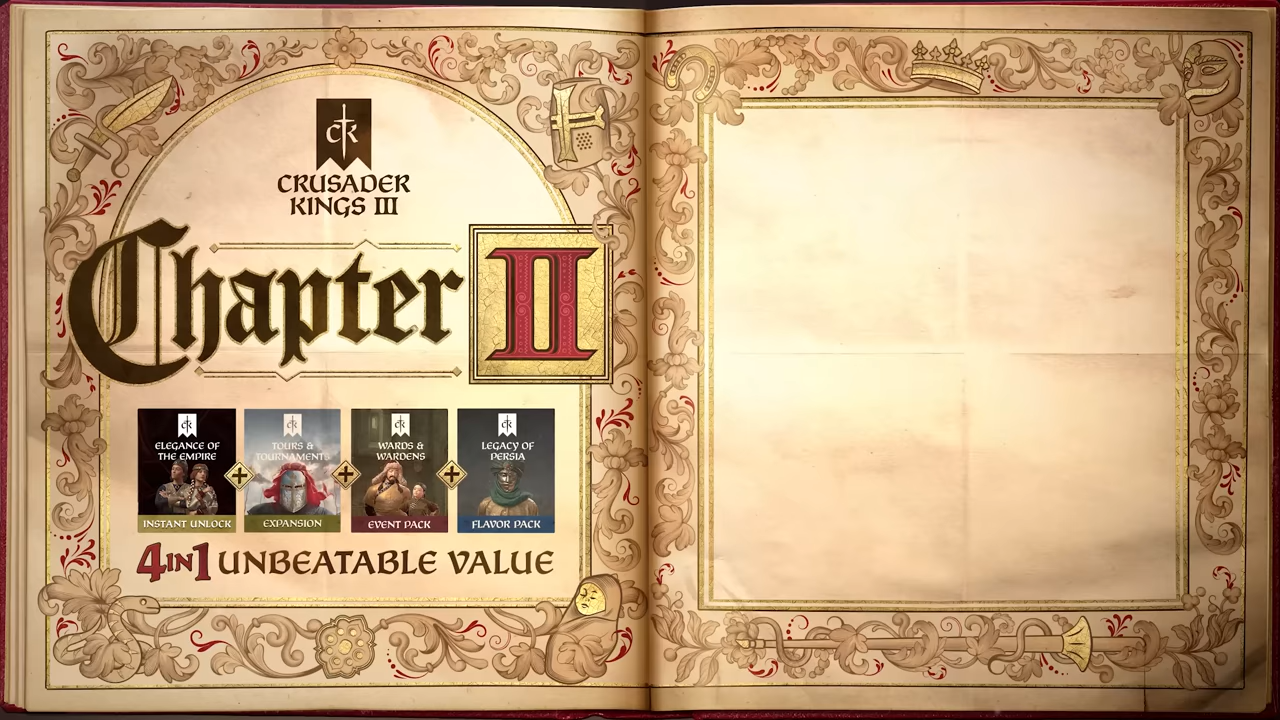 CK
CRUSADER
KINGS III
Chapter II
CK
ELEGANCE OF
THE EMPIRE
INSTANT UNLOCK
CK
TOURS &
TOURNAMENTS
EXPANSION
CK
WARDS &
WARDENS
EVENT PACK
CK
LEGACY OF
PERSIA
FLAVOR PACK
4IN1 UNBEATABLE VALUE